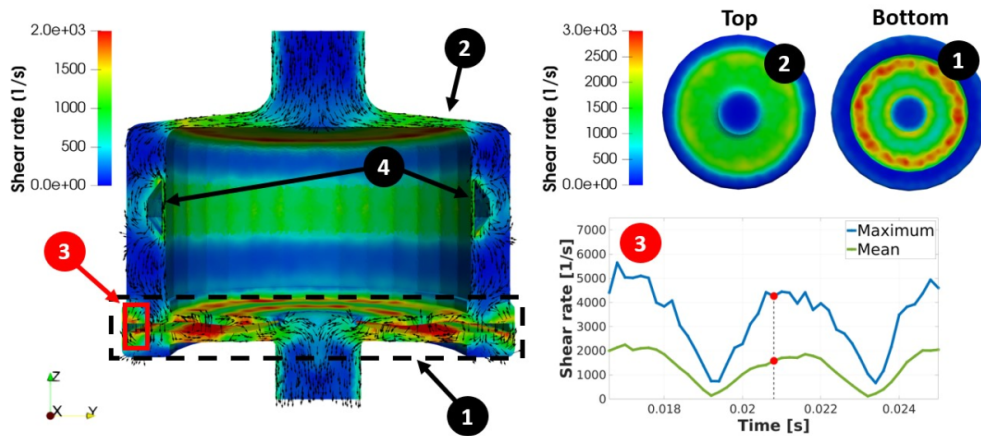 Shear rate (1/s)
2.0e+03
1500
1000
500
0.0e+00
2
4
3
1
Z
X
Y
Shear rate (1/s)
3.0e+03
2500
2000
1500
1000
500
0.0e+00
Top
Bottom
2
1
3
Maximum
Mean
Shear rate [1/s]
7000
6000
5000
4000
3000
2000
1000
0
0.018
0.02
0.022
0.024
Time [s]